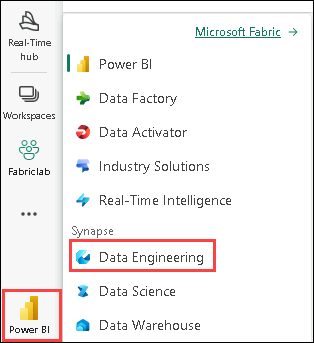 Real-Time
hub
Workspaces
Fabriclab
Power BI
Microsoft Fabric →
Power BI
Data Factory
Data Activator
Industry Solutions
Real-Time Intelligence
Synapse
Data Engineering
Data Science
Data Warehouse